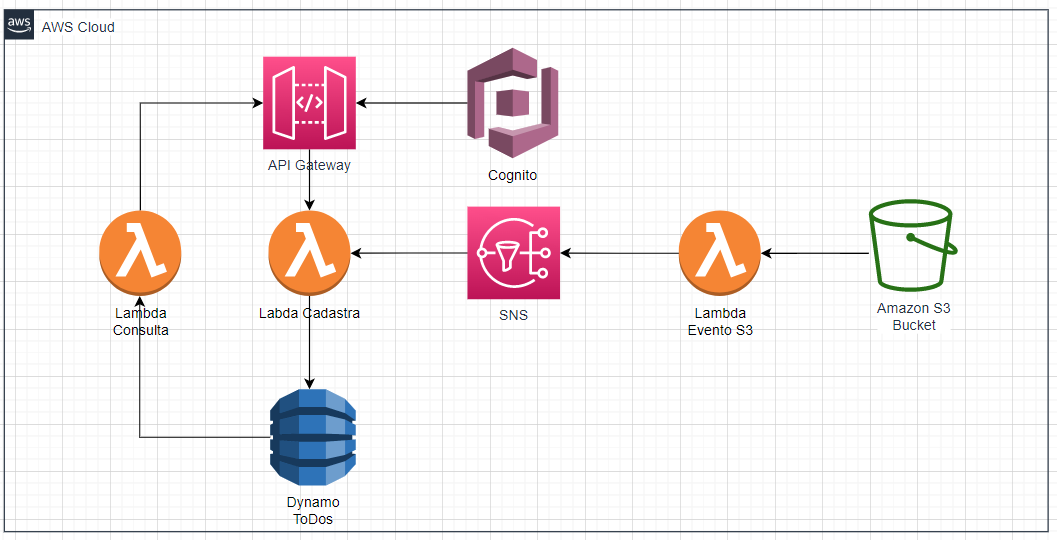 aws
AWS Cloud
API Gateway
Cognito
Lambda
Consulta
Labda Cadastra
SNS
Lambda
Evento S3
Amazon S3
Bucket
Dynamo
ToDos